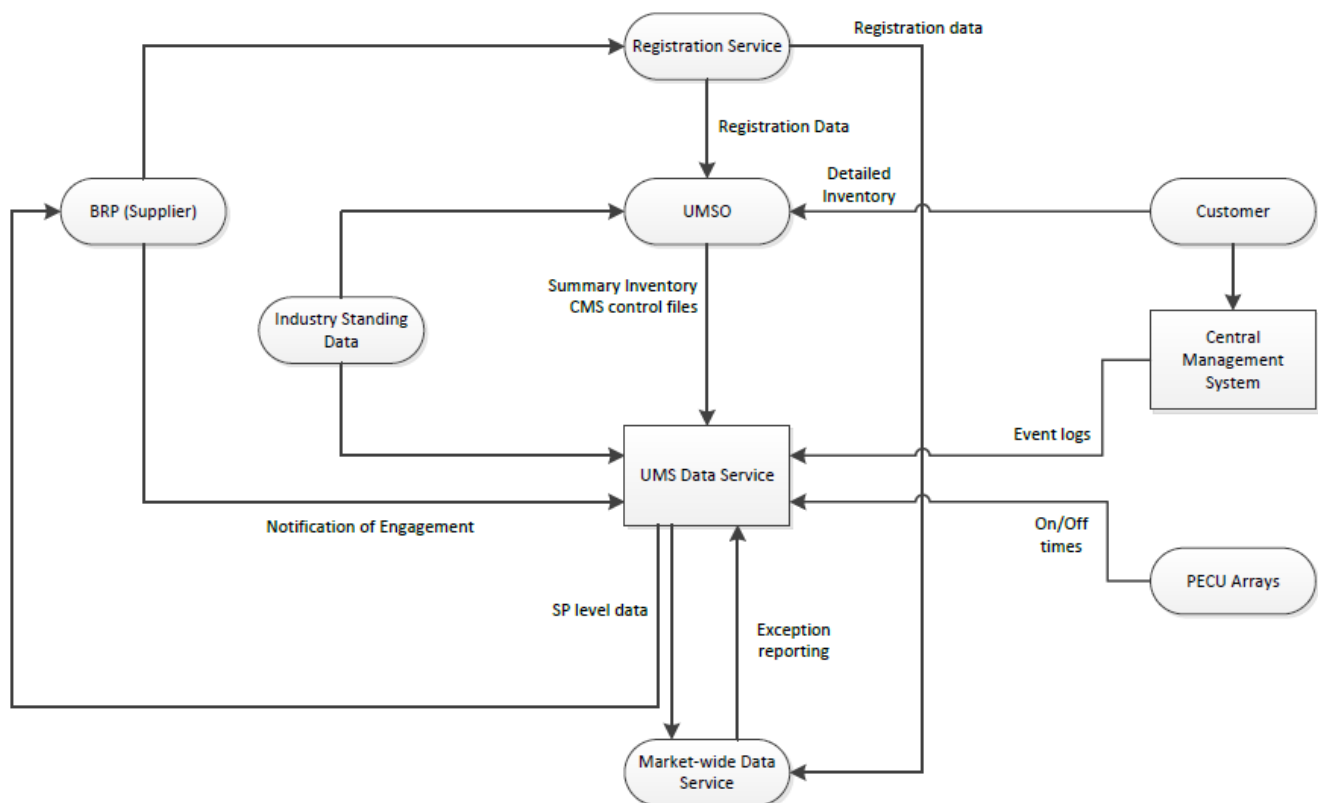 Registration data
Registration Service
Registration Data
Detailed
Inventory
BRP (Supplier)
UMSO
Customer
Summary Inventory
CMS control files
Industry Standing
Data
Central
Management
System
Event logs
UMS Data Service
Notification of Engagement
On/Off
times
PECU Arrays
SP level data
Exception
reporting
Market-wide Data
Service